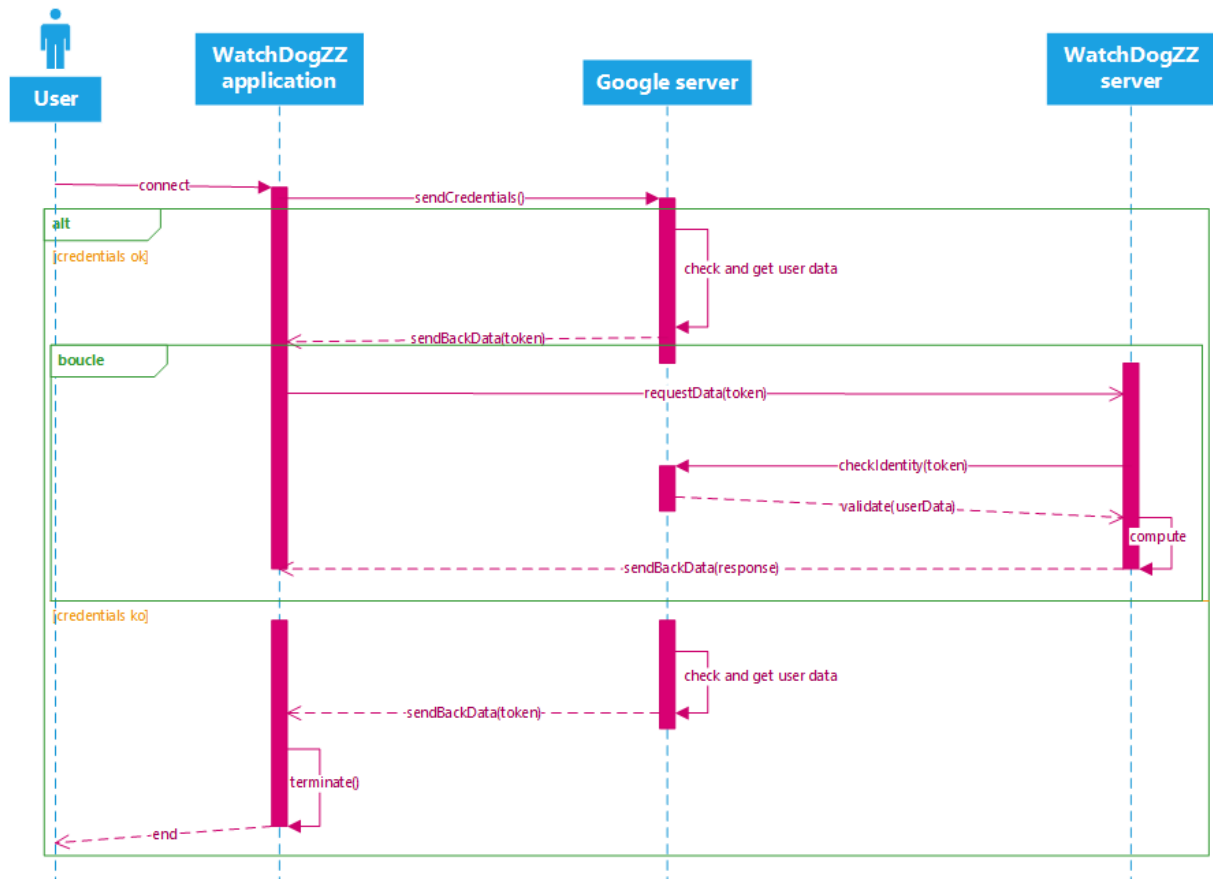 User
WatchDogZZ
application
Google server
WatchDogZZ
server
connect
sendCredentials()
alt
[credentials ok]
check and get user data
sendBackData(token)
boucle
requestData(token)
checkIdentity(token)
validate(userData)
compute
sendBackData(response)
[credentials ko]
check and get user data
sendBackData(token)
terminate()
end